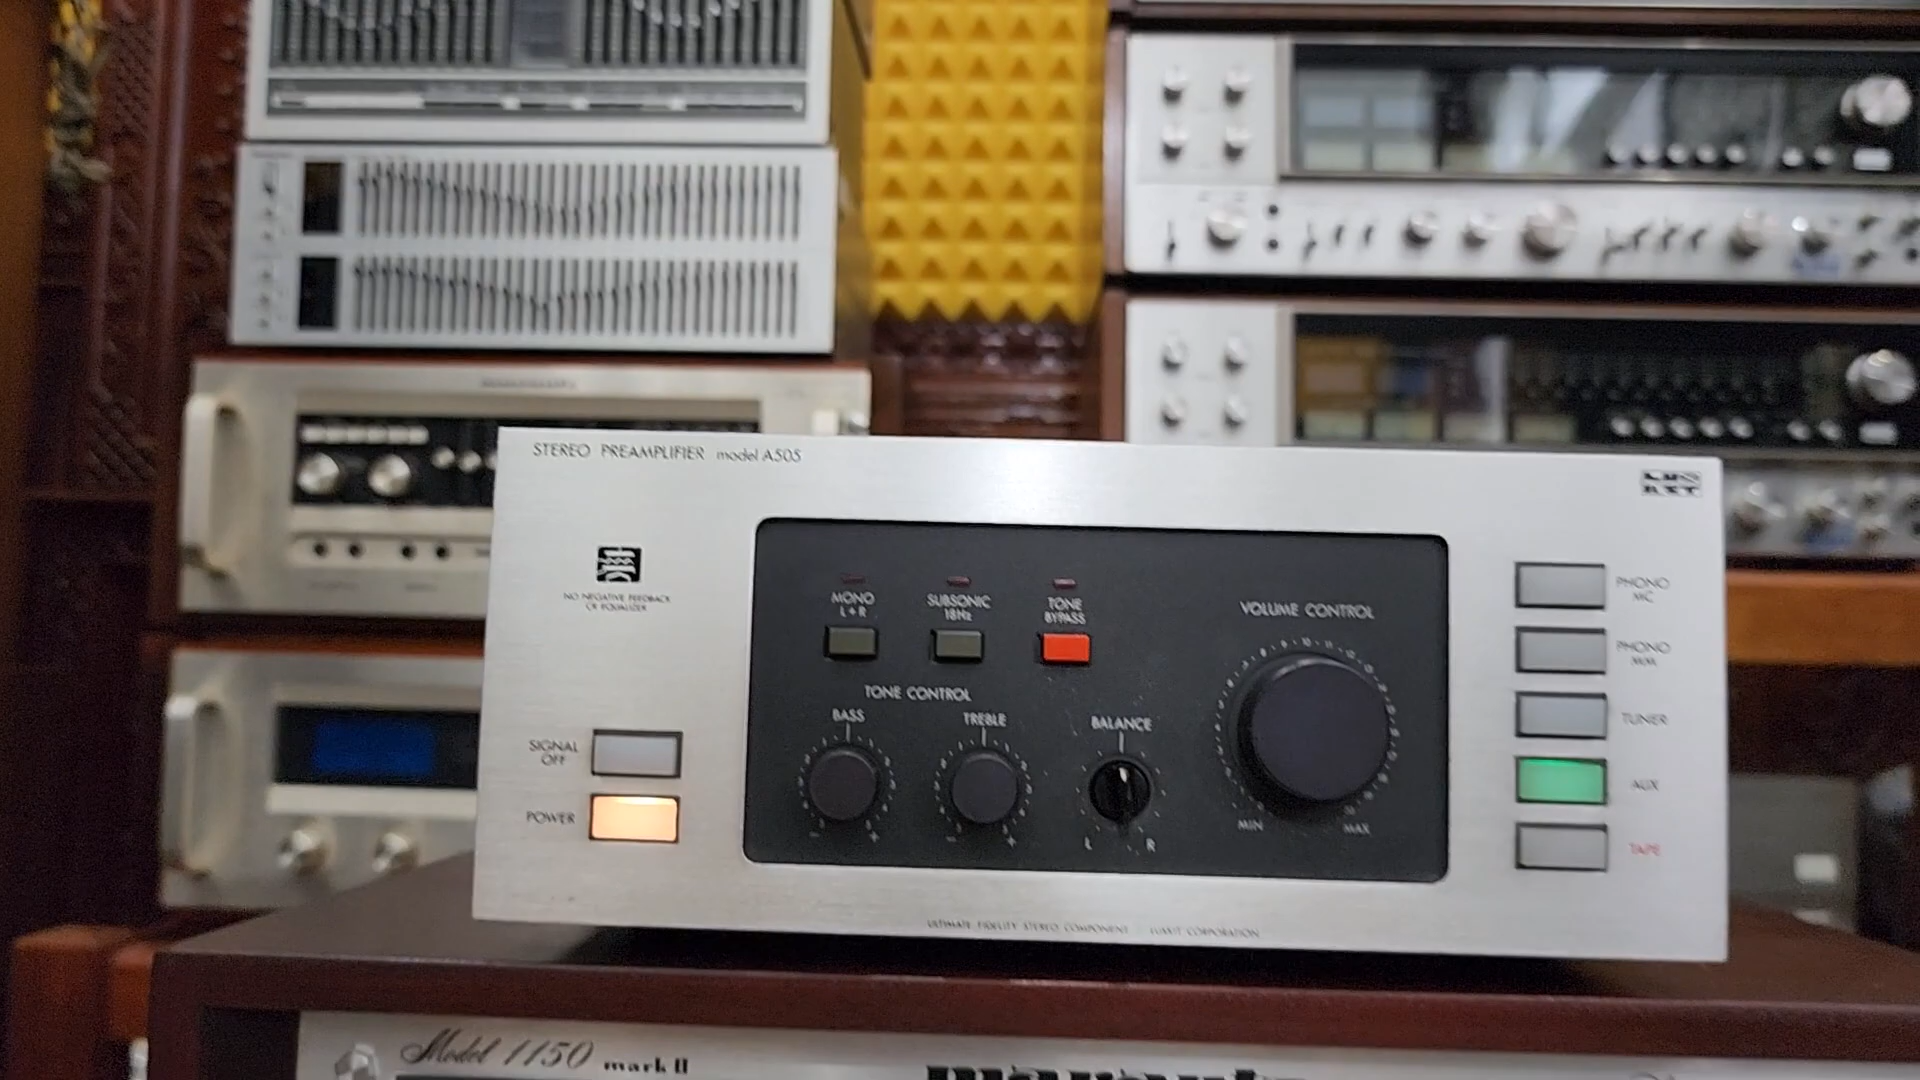 STEREO PREAMPLIFIER model A505
NO NEGATIVE FEEDBACK
CR EQUALIZER
MONO
L+R
SUBSONIC
18Hz
TONE
BYPASS
VOLUME CONTROL
TONE CONTROL
BASS
TREBLE
BALANCE
SIGNAL
OFF
POWER
- +
- +
L R
MIN MAX
PHONO
MC
PHONO
MM
TUNER
AUX
TAPE
ULTIMATE FIDELITY STEREO COMPONENT LUXKIT CORPORATION
Model 1150 mark II
marantz